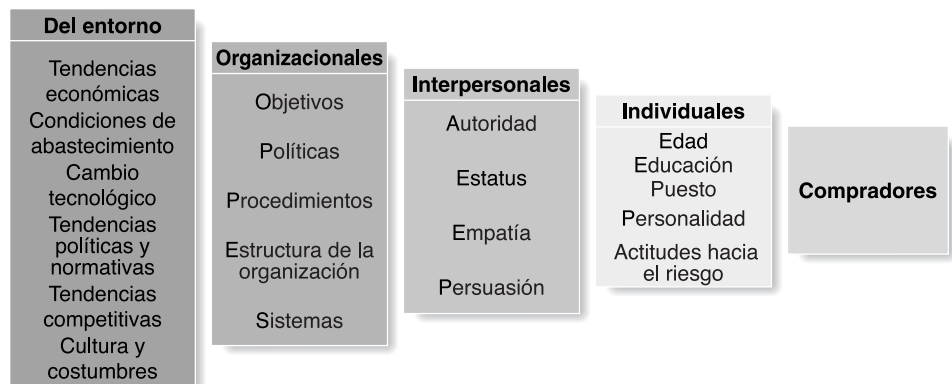 Del entorno
Tendencias
económicas
Condiciones de
abastecimiento
Cambio
tecnológico
Tendencias
políticas y
normativas
Tendencias
competitivas
Cultura y
costumbres
Organizacionales
Objetivos
Políticas
Procedimientos
Estructura de la
organización
Sistemas
Interpersonales
Autoridad
Estatus
Empatía
Persuasión
Individuales
Edad
Educación
Puesto
Personalidad
Actitudes hacia
el riesgo
Compradores